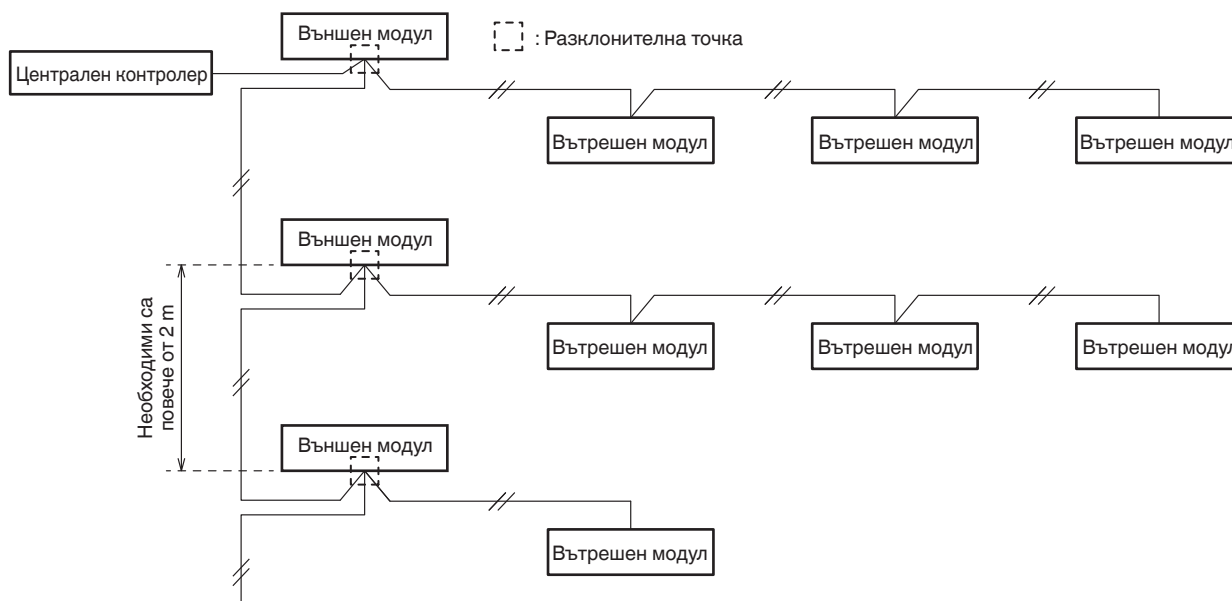 Външен модул
: Разклонителна точка
Централен контролер
Вътрешен модул
Вътрешен модул
Вътрешен модул
Външен модул
Необходими са
повече от 2 m
Вътрешен модул
Вътрешен модул
Вътрешен модул
Външен модул
Вътрешен модул